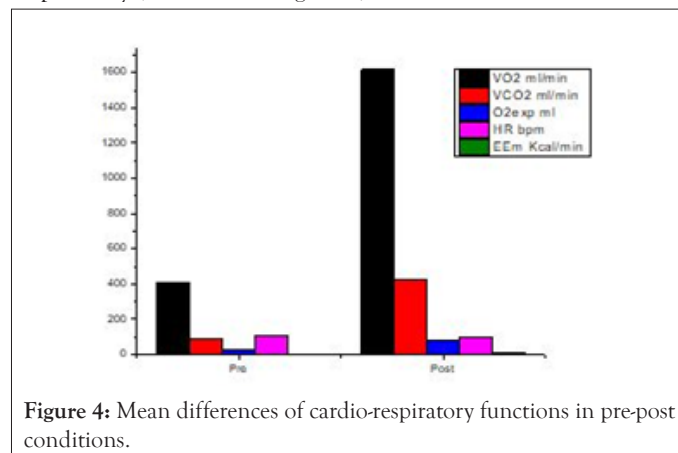 1600
1400
1200
1000
800
600
400
200
0
Pre
Post
VO2 ml/min
VCO2 ml/min
O2exp ml
HR bpm
EEm Kcal/min
Figure 4: Mean differences of cardio-respiratory functions in pre-post
conditions.